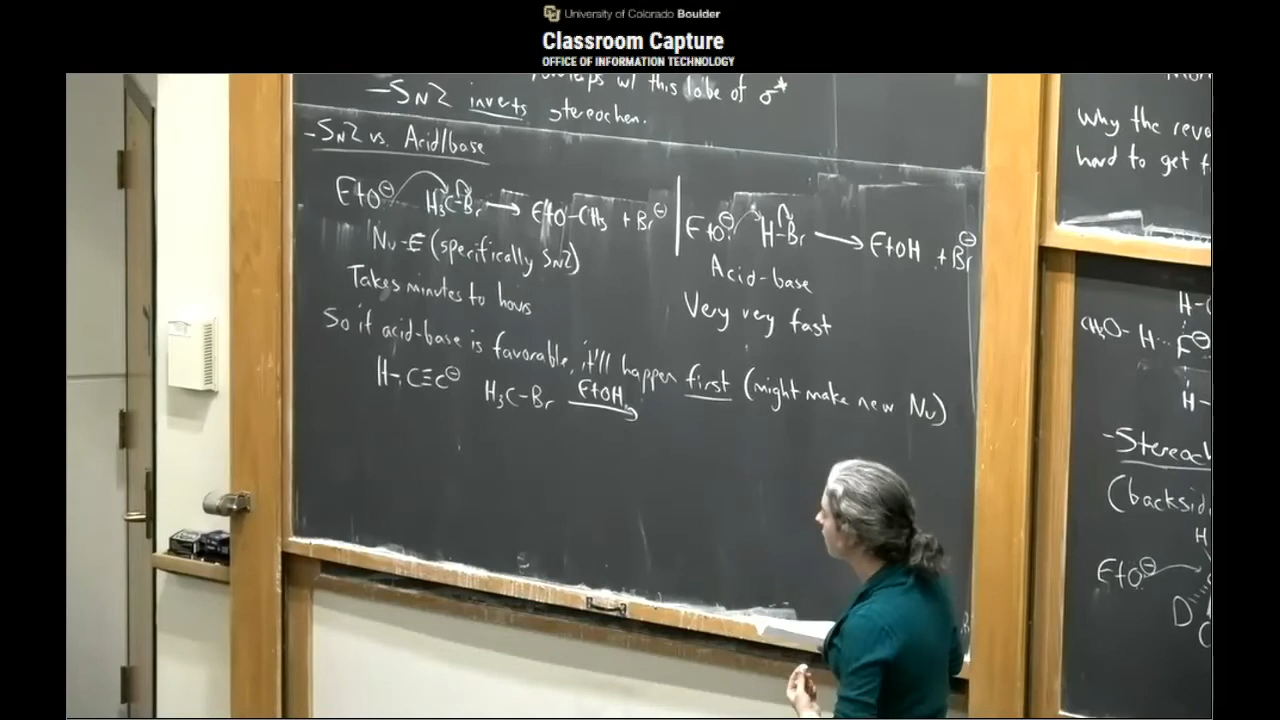 University of Colorado Boulder
Classroom Capture
OFFICE OF INFORMATION TECHNOLOGY
w/ this lobe of σ*
-SN2 inverts stereochem.
-SN2 vs. Acid/base
EtO⊖ H₃C-Br → EtO-CH₃ + Br⊖
Nu-E (specifically SN2)
Takes minutes to hours
EtO⊖ H-Br → EtOH + Br⊖
Acid-base
Very very fast
So if acid-base is favorable, it'll happen first (might make new Nu)
H-C≡C⊖ H₃C-Br EtOH →
Why the
hard to get
CH₃O-H
H
-Stereoch
EtO⊖
D